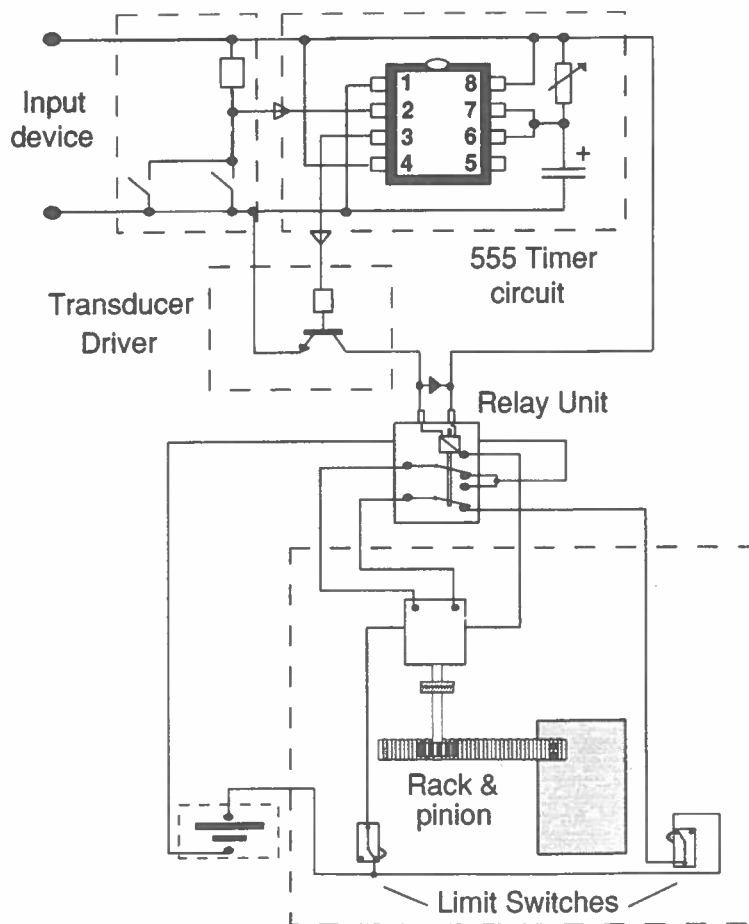 Input
device
1 8
2 7
3 6
4 5
+
555 Timer
circuit
Transducer
Driver
Relay Unit
Rack &
pinion
Limit Switches